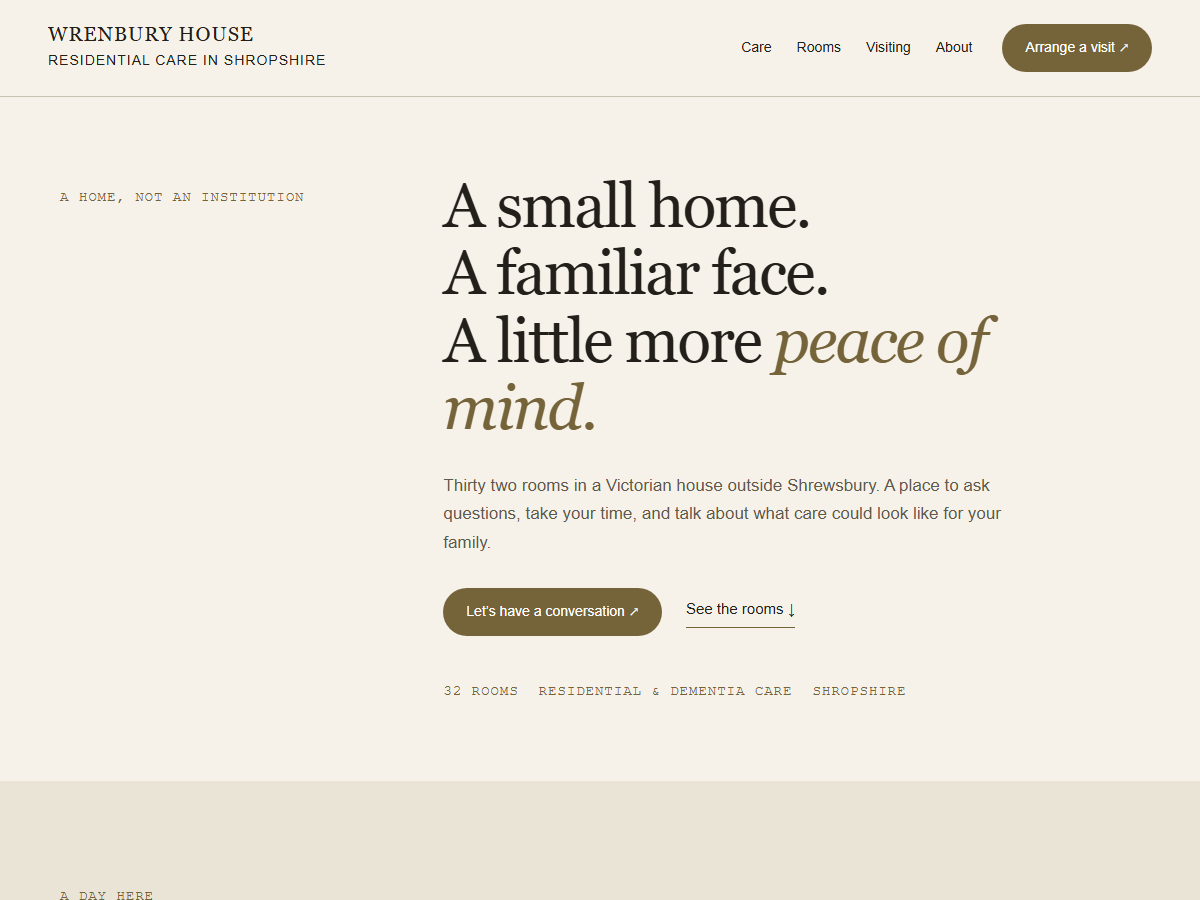 WRENBURY HOUSE
RESIDENTIAL CARE IN SHROPSHIRE
Care
Rooms
Visiting
About
Arrange a visit ↗
A HOME, NOT AN INSTITUTION
A small home.
A familiar face.
A little more peace of
mind.
Thirty two rooms in a Victorian house outside Shrewsbury. A place to ask
questions, take your time, and talk about what care could look like for your
family.
Let's have a conversation ↗
See the rooms ↓
32 ROOMS RESIDENTIAL & DEMENTIA CARE SHROPSHIRE
A DAY HERE